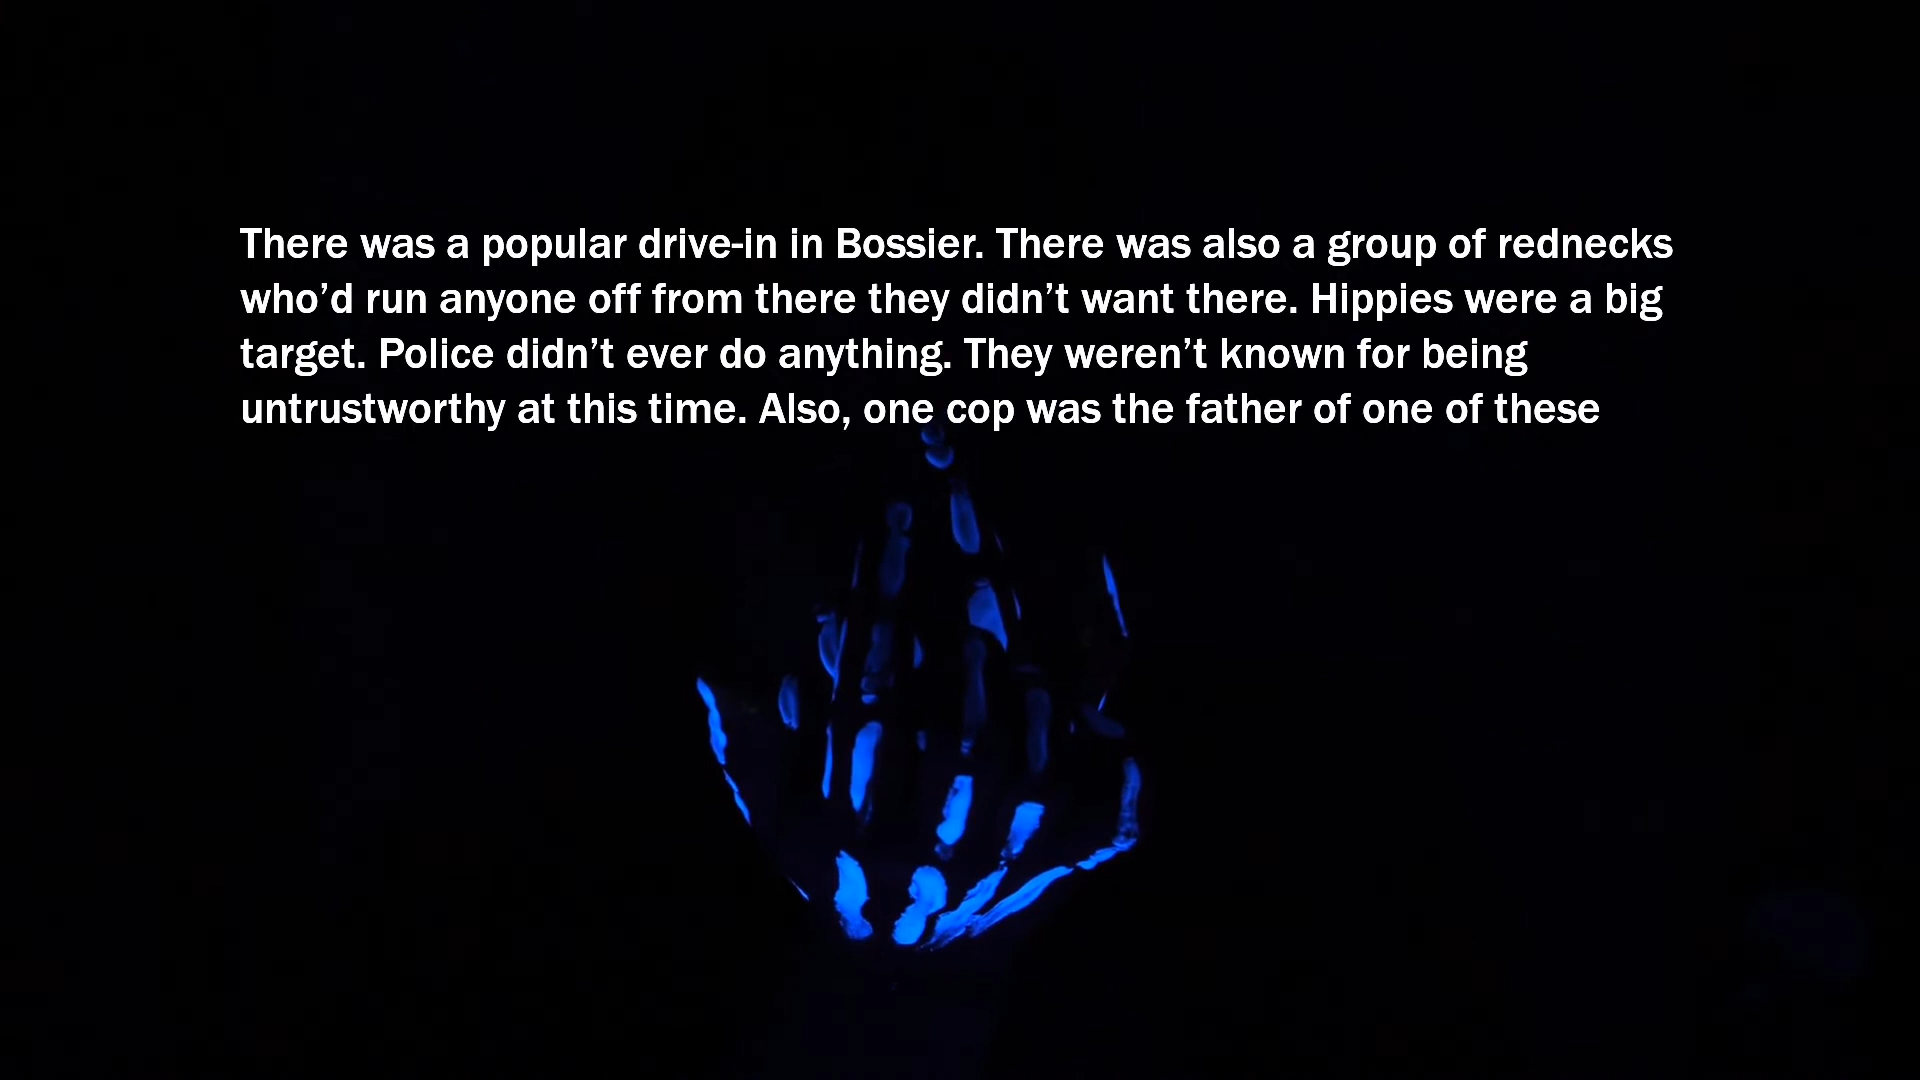 There was a popular drive-in in Bossier. There was also a group of rednecks
who’d run anyone off from there they didn’t want there. Hippies were a big
target. Police didn’t ever do anything. They weren’t known for being
untrustworthy at this time. Also, one cop was the father of one of these